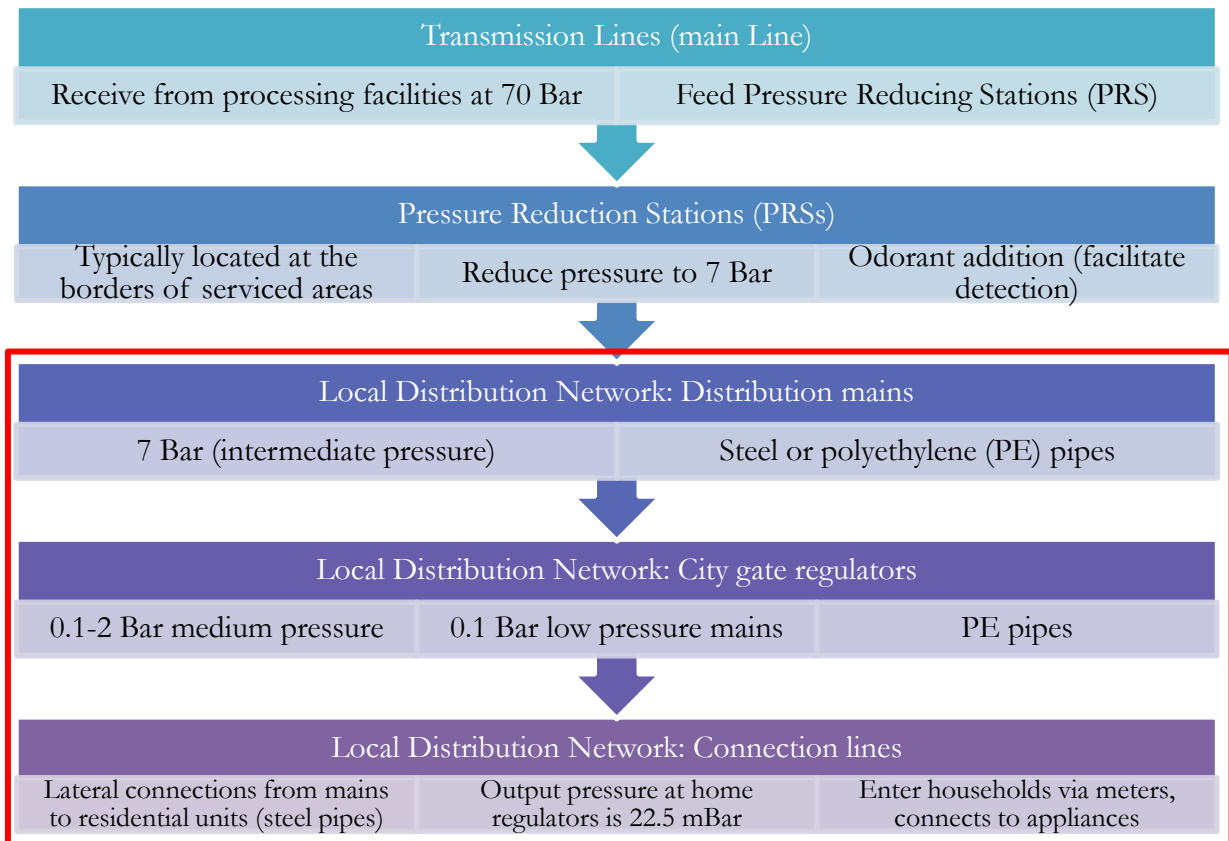 Transmission Lines (main Line)
Receive from processing facilities at 70 Bar
Feed Pressure Reducing Stations (PRS)
Pressure Reduction Stations (PRSs)
Typically located at the
borders of serviced areas
Reduce pressure to 7 Bar
Odorant addition (facilitate
detection)
Local Distribution Network: Distribution mains
7 Bar (intermediate pressure)
Steel or polyethylene (PE) pipes
Local Distribution Network: City gate regulators
0.1-2 Bar medium pressure
0.1 Bar low pressure mains
PE pipes
Local Distribution Network: Connection lines
Lateral connections from mains
to residential units (steel pipes)
Output pressure at home
regulators is 22.5 mBar
Enter households via meters,
connects to appliances